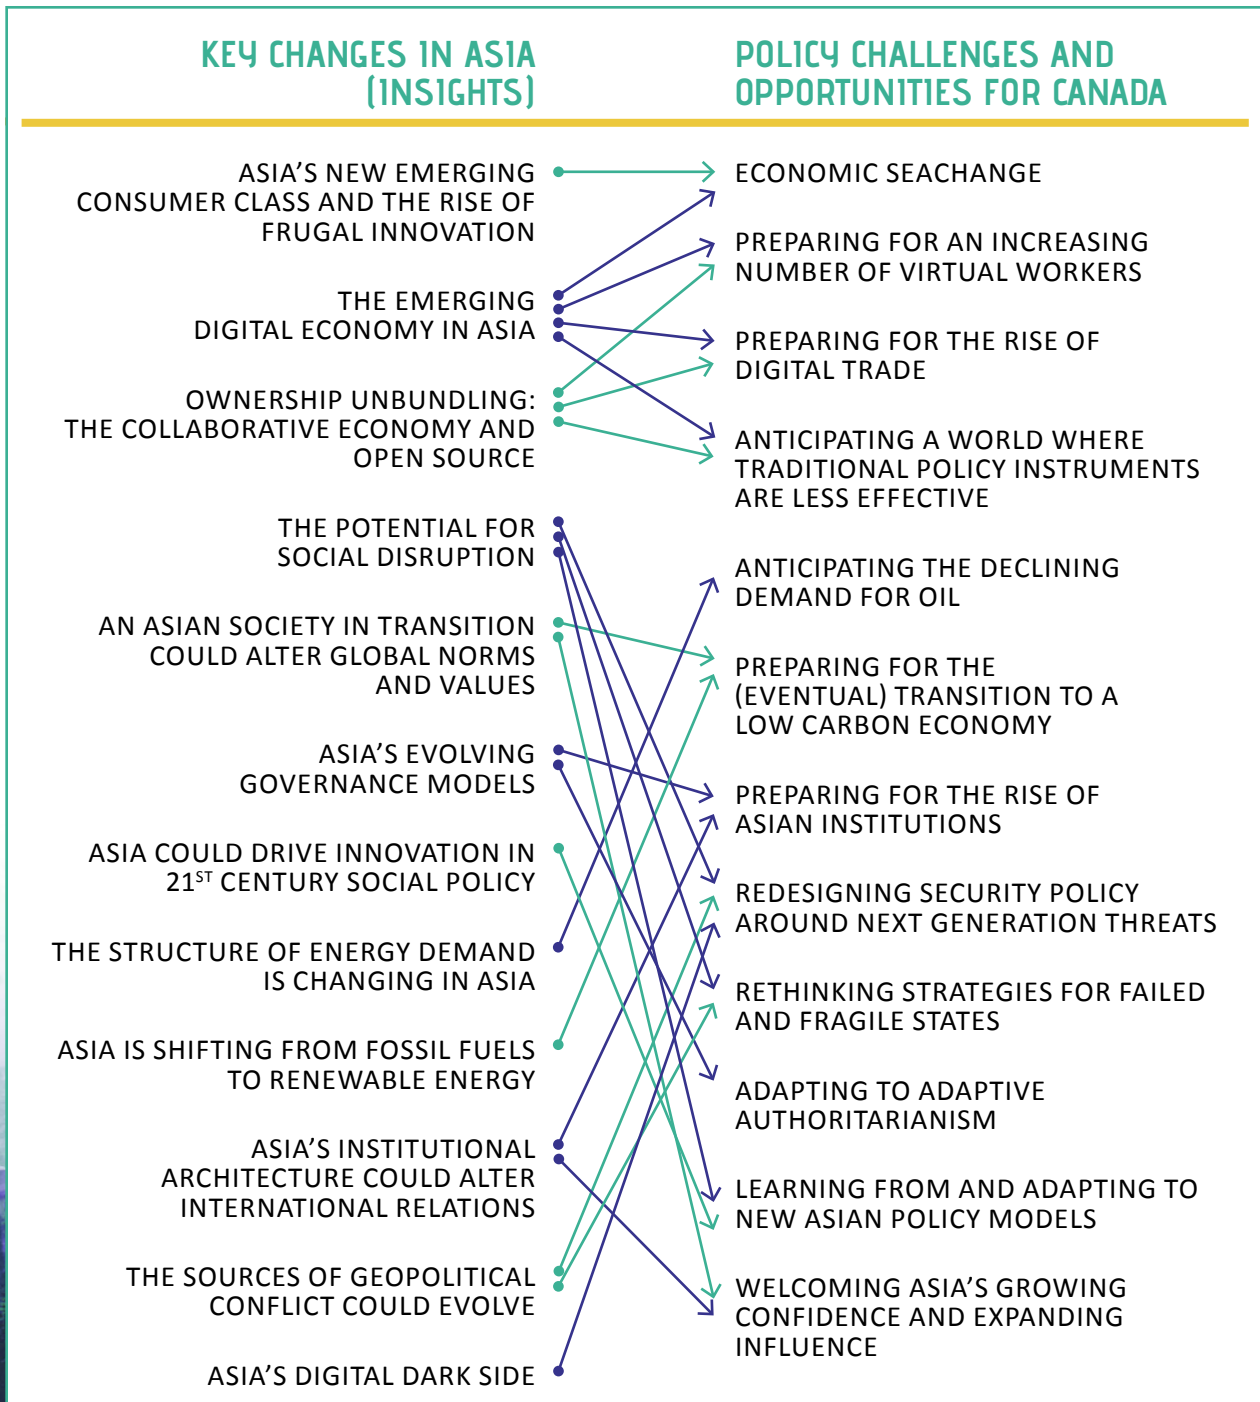 KEY CHANGES IN ASIA
(INSIGHTS)
POLICY CHALLENGES AND
OPPORTUNITIES FOR CANADA
ASIA’S NEW EMERGING
CONSUMER CLASS AND THE RISE OF
FRUGAL INNOVATION
THE EMERGING
DIGITAL ECONOMY IN ASIA
OWNERSHIP UNBUNDLING:
THE COLLABORATIVE ECONOMY AND
OPEN SOURCE
THE POTENTIAL FOR
SOCIAL DISRUPTION
AN ASIAN SOCIETY IN TRANSITION
COULD ALTER GLOBAL NORMS
AND VALUES
ASIA’S EVOLVING
GOVERNANCE MODELS
ASIA COULD DRIVE INNOVATION IN
21ST CENTURY SOCIAL POLICY
THE STRUCTURE OF ENERGY DEMAND
IS CHANGING IN ASIA
ASIA IS SHIFTING FROM FOSSIL FUELS
TO RENEWABLE ENERGY
ASIA’S INSTITUTIONAL
ARCHITECTURE COULD ALTER
INTERNATIONAL RELATIONS
THE SOURCES OF GEOPOLITICAL
CONFLICT COULD EVOLVE
ASIA’S DIGITAL DARK SIDE
ECONOMIC SEACHANGE
PREPARING FOR AN INCREASING
NUMBER OF VIRTUAL WORKERS
PREPARING FOR THE RISE OF
DIGITAL TRADE
ANTICIPATING A WORLD WHERE
TRADITIONAL POLICY INSTRUMENTS
ARE LESS EFFECTIVE
ANTICIPATING THE DECLINING
DEMAND FOR OIL
PREPARING FOR THE
(EVENTUAL) TRANSITION TO A
LOW CARBON ECONOMY
PREPARING FOR THE RISE OF
ASIAN INSTITUTIONS
REDESIGNING SECURITY POLICY
AROUND NEXT GENERATION THREATS
RETHINKING STRATEGIES FOR FAILED
AND FRAGILE STATES
ADAPTING TO ADAPTIVE
AUTHORITARIANISM
LEARNING FROM AND ADAPTING TO
NEW ASIAN POLICY MODELS
WELCOMING ASIA’S GROWING
CONFIDENCE AND EXPANDING
INFLUENCE